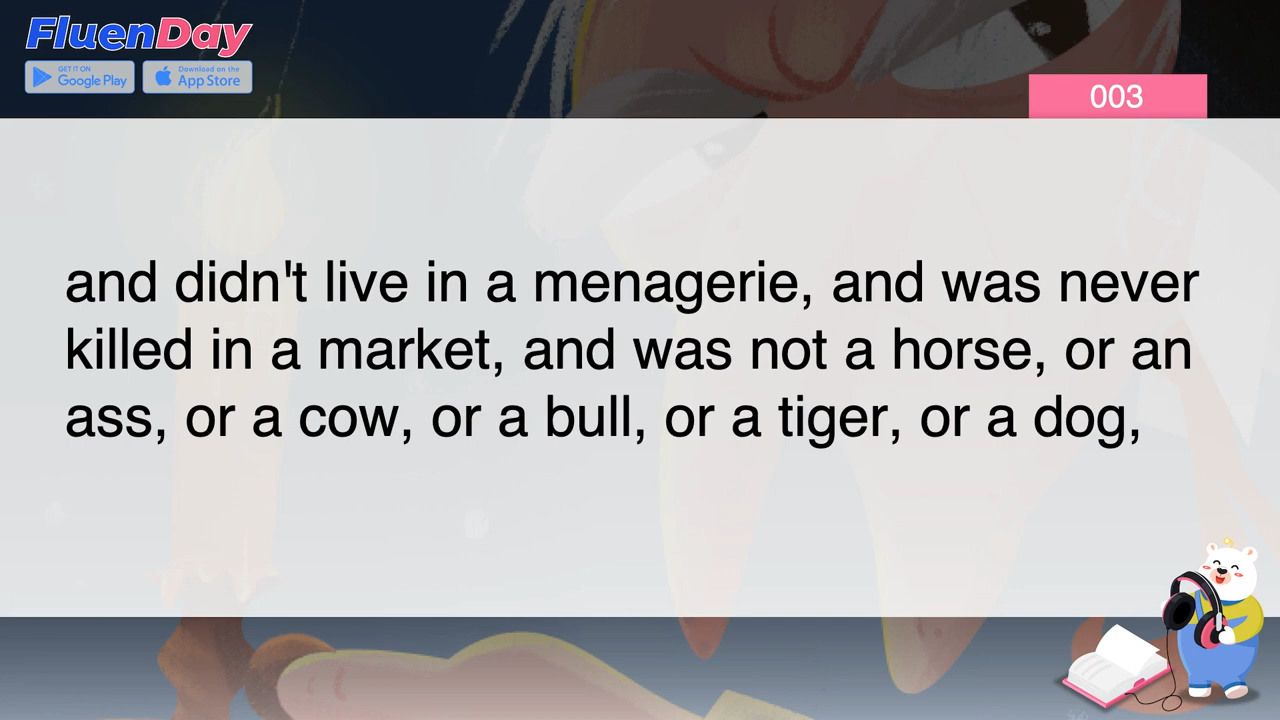 FluenDay
GET IT ON
Google Play
Download on the
App Store
003
and didn't live in a menagerie, and was never
killed in a market, and was not a horse, or an
ass, or a cow, or a bull, or a tiger, or a dog,